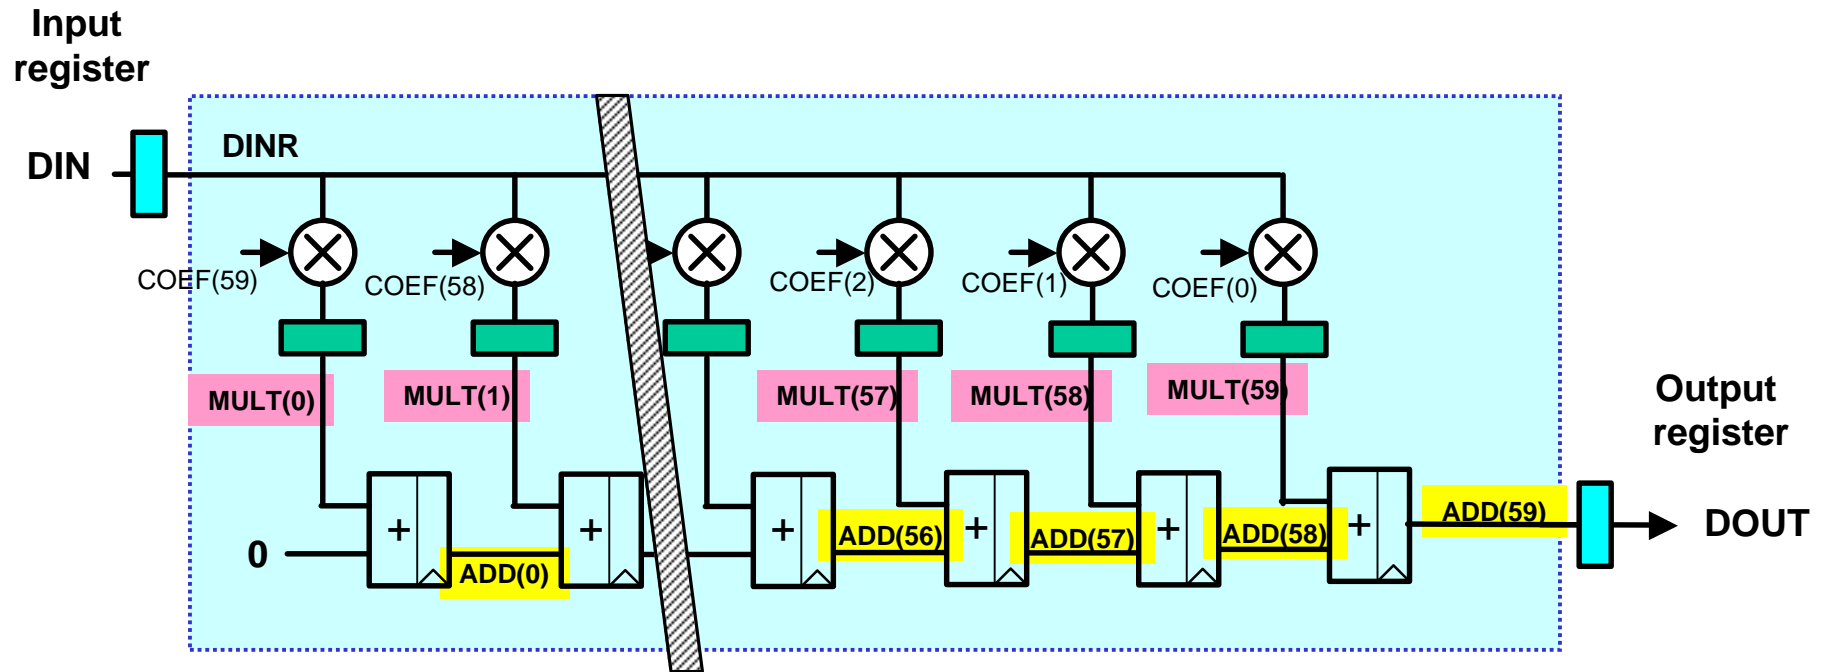 Input
register
DIN
DINR
COEF(59)
COEF(58)
COEF(2)
COEF(1)
COEF(0)
MULT(0)
MULT(1)
MULT(57)
MULT(58)
MULT(59)
Output
register
+
+
+
+
+
+
0
ADD(0)
ADD(56)
ADD(57)
ADD(58)
ADD(59)
DOUT